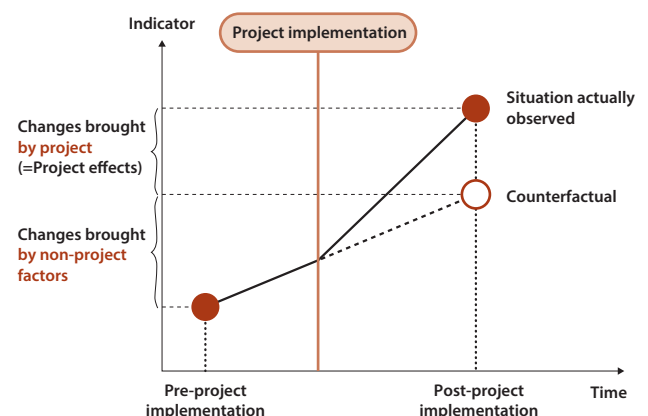 Indicator
Project implementation
Situation actually
observed
Changes brought
by project
(=Project effects)
Counterfactual
Changes brought
by non-project
factors
Pre-project
implementation
Post-project
implementation
Time